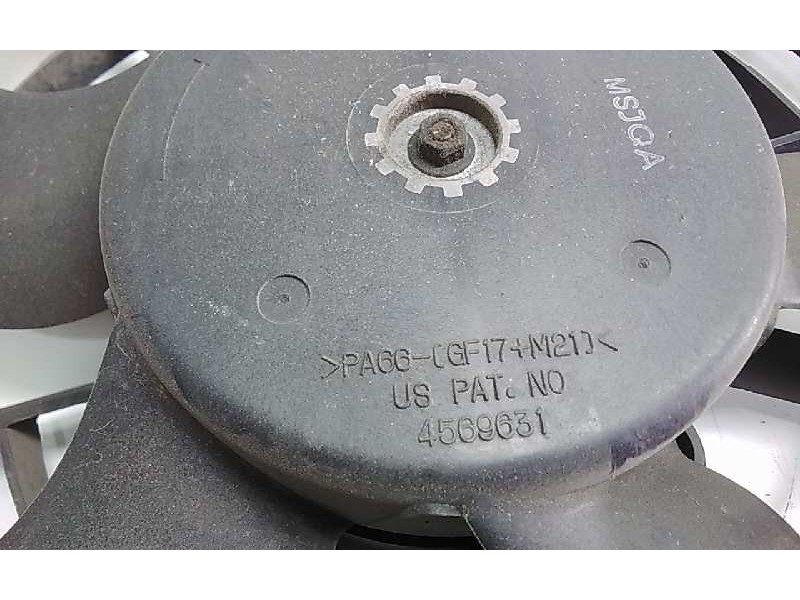 MSJQA
>PA66-(GF17+M21)<
US PAT. NO
4569631